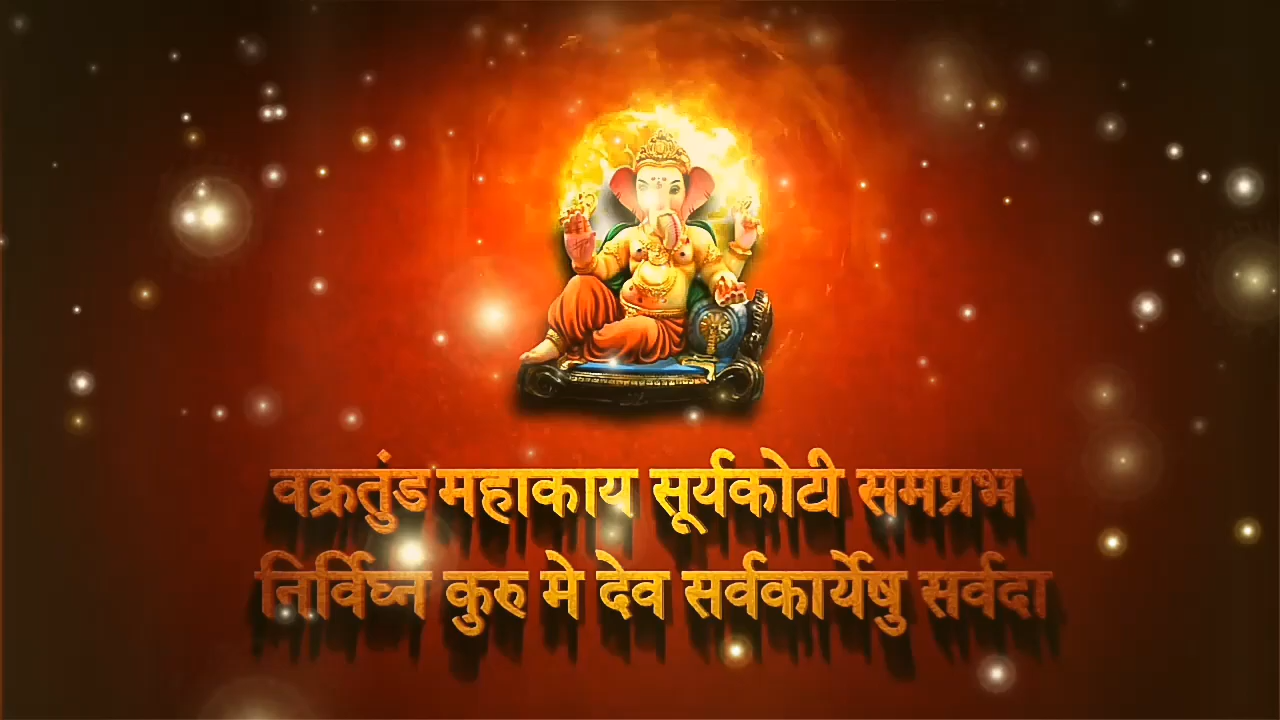 वक्रतुंड महाकाय सूर्यकोटी समप्रभ
निर्विघ्न कुरु मे देव सर्वकार्येषु सर्वदा